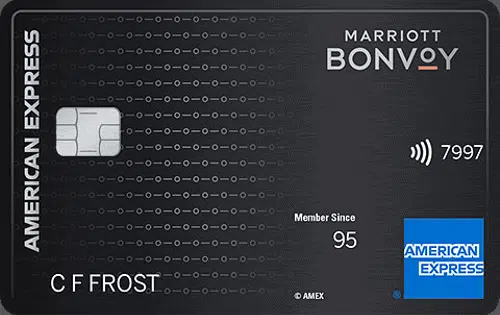 AMERICAN EXPRESS
MARRIOTT
BONVOY
7997
Member Since
95
C F FROST
© AMEX
AMERICAN
EXPRESS